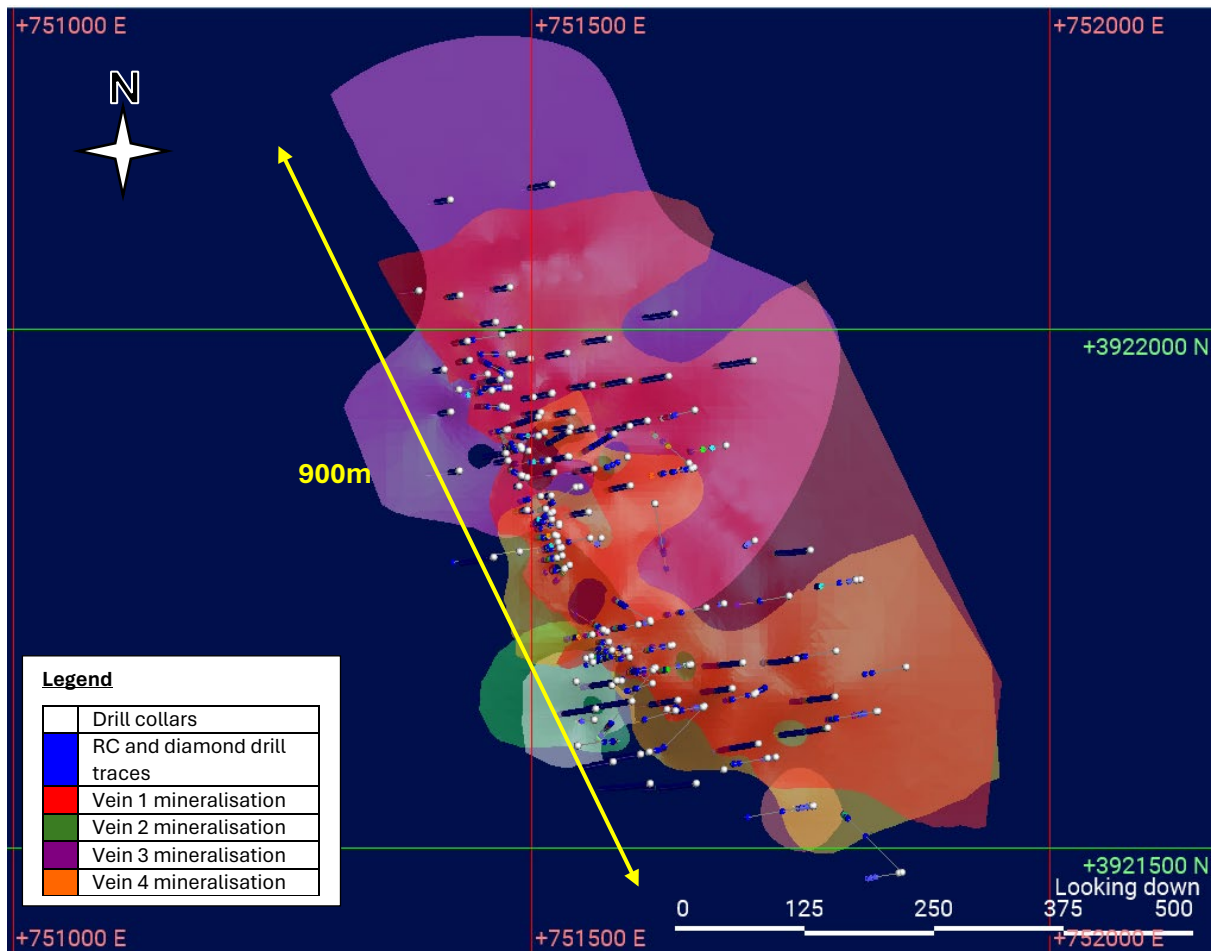 +751000 E
+751500 E
+752000 E
N
+3922000 N
900m
Legend
Drill collars
RC and diamond drill
traces
Vein 1 mineralisation
Vein 2 mineralisation
Vein 3 mineralisation
Vein 4 mineralisation
+3921500 N
Looking down
0 125 250 375 500
+751000 E
+751500 E
+752000 E